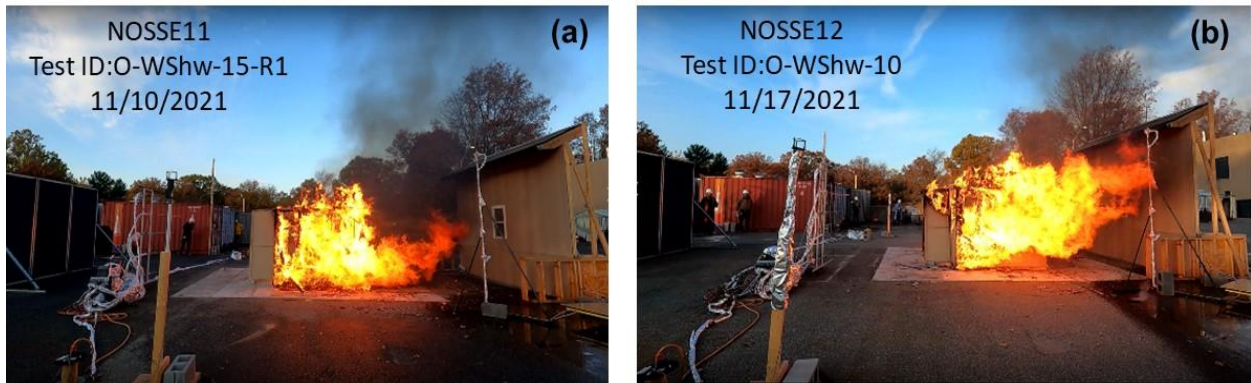 NOSSE11
Test ID:O-WShw-15-R1
11/10/2021
(a)
NOSSE12
Test ID:O-WShw-10
11/17/2021
(b)